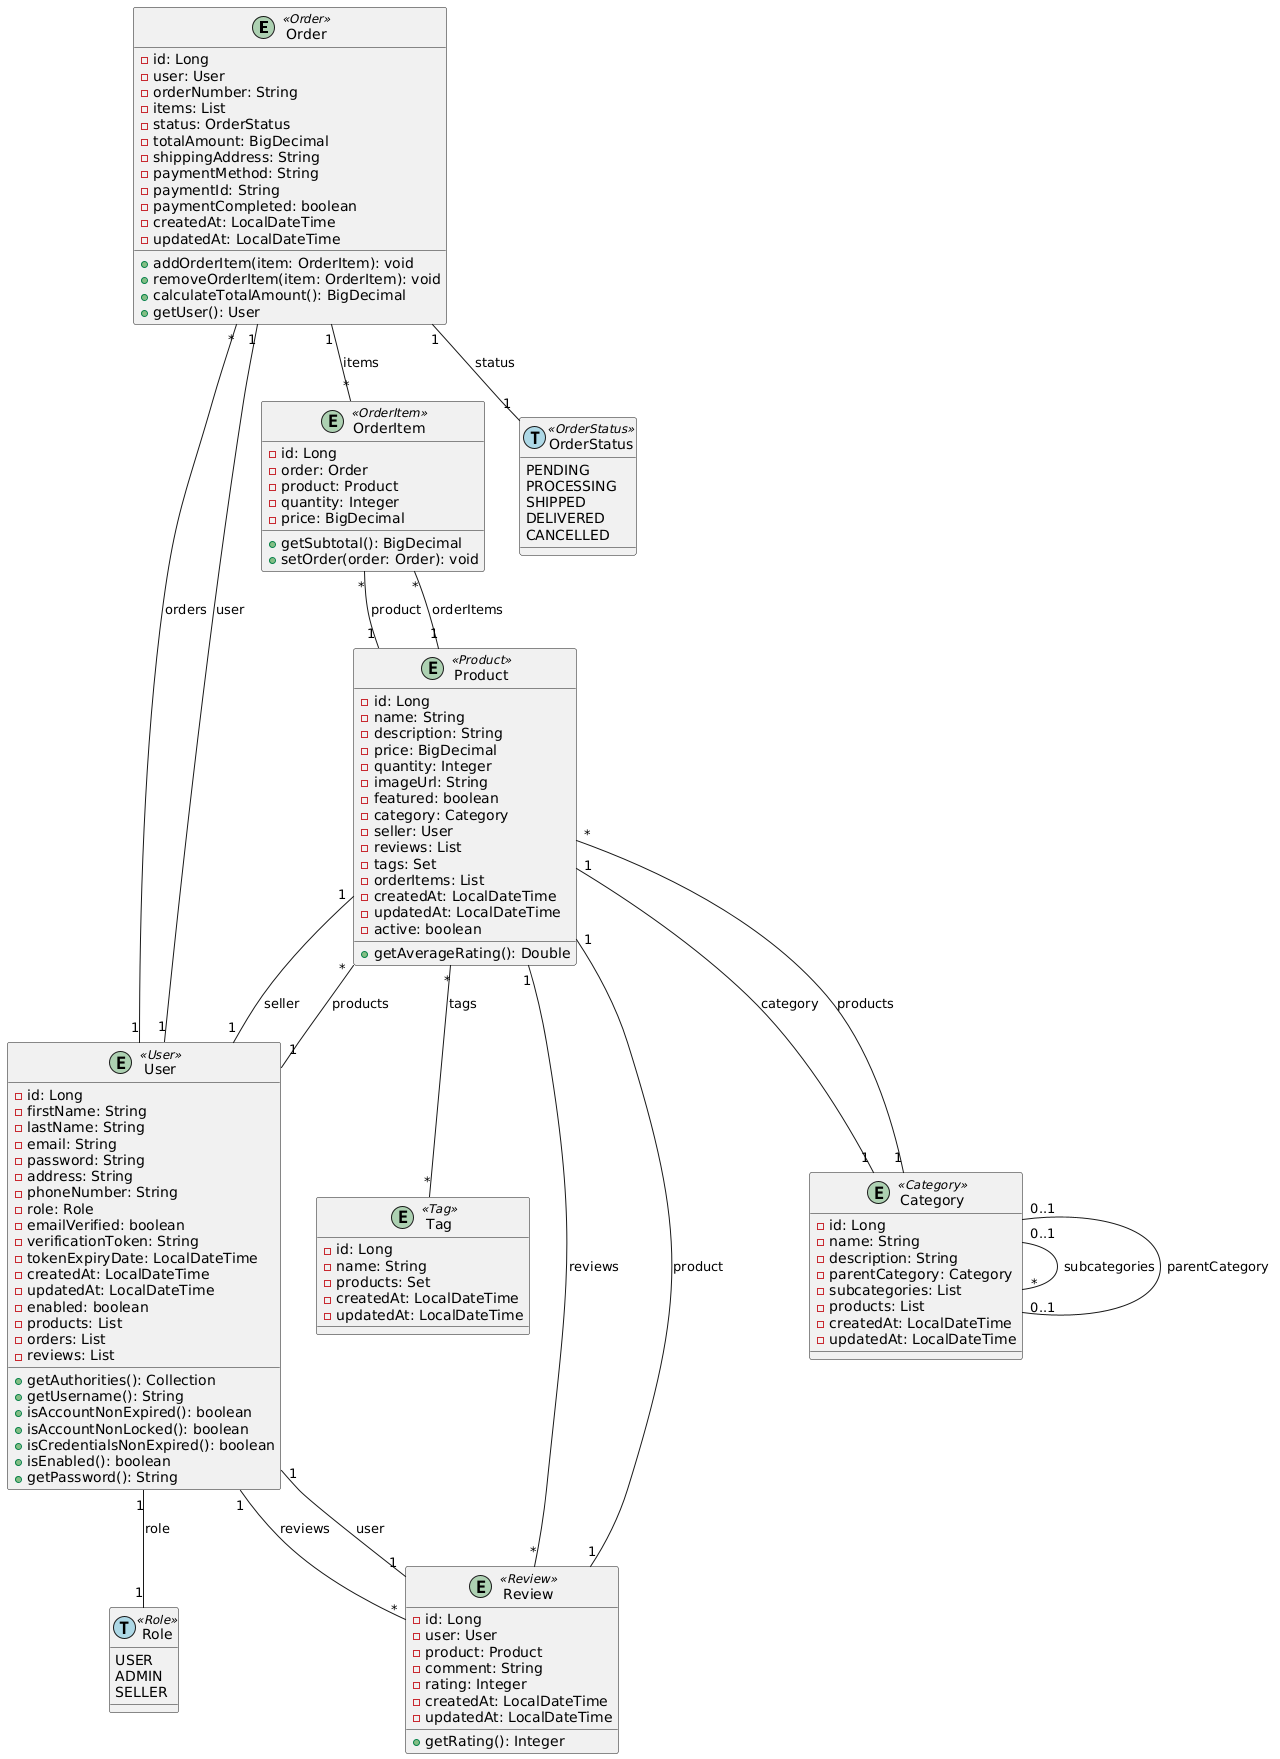 E
«Order»
Order
id: Long
user: User
orderNumber: String
items: List
status: OrderStatus
totalAmount: BigDecimal
shippingAddress: String
paymentMethod: String
paymentId: String
paymentCompleted: boolean
createdAt: LocalDateTime
updatedAt: LocalDateTime
addOrderItem(item: OrderItem): void
removeOrderItem(item: OrderItem): void
calculateTotalAmount(): BigDecimal
getUser(): User
* 1 1 1
items
status
* 1
E
«OrderItem»
OrderItem
id: Long
order: Order
product: Product
quantity: Integer
price: BigDecimal
getSubtotal(): BigDecimal
setOrder(order: Order): void
T
«OrderStatus»
OrderStatus
PENDING
PROCESSING
SHIPPED
DELIVERED
CANCELLED
* *
orders user product orderItems
1 1
E
«Product»
Product
id: Long
name: String
description: String
price: BigDecimal
quantity: Integer
imageUrl: String
featured: boolean
category: Category
seller: User
reviews: List
tags: Set
orderItems: List
createdAt: LocalDateTime
updatedAt: LocalDateTime
active: boolean
getAverageRating(): Double
*
1
1
1
* * 1
seller products tags category products
1 1 1 1
E
«User»
User
id: Long
firstName: String
lastName: String
email: String
password: String
address: String
phoneNumber: String
role: Role
emailVerified: boolean
verificationToken: String
tokenExpiryDate: LocalDateTime
createdAt: LocalDateTime
updatedAt: LocalDateTime
enabled: boolean
products: List
orders: List
reviews: List
getAuthorities(): Collection
getUsername(): String
isAccountNonExpired(): boolean
isAccountNonLocked(): boolean
isCredentialsNonExpired(): boolean
isEnabled(): boolean
getPassword(): String
*
E
«Tag»
Tag
id: Long
name: String
products: Set
createdAt: LocalDateTime
updatedAt: LocalDateTime
reviews product
1 1
E
«Category»
Category
id: Long
name: String
description: String
parentCategory: Category
subcategories: List
products: List
createdAt: LocalDateTime
updatedAt: LocalDateTime
0..1
0..1
subcategories parentCategory
*
0..1
1
1 1
role reviews user
1 1 * 1
*
T
«Role»
Role
USER
ADMIN
SELLER
E
«Review»
Review
id: Long
user: User
product: Product
comment: String
rating: Integer
createdAt: LocalDateTime
updatedAt: LocalDateTime
getRating(): Integer